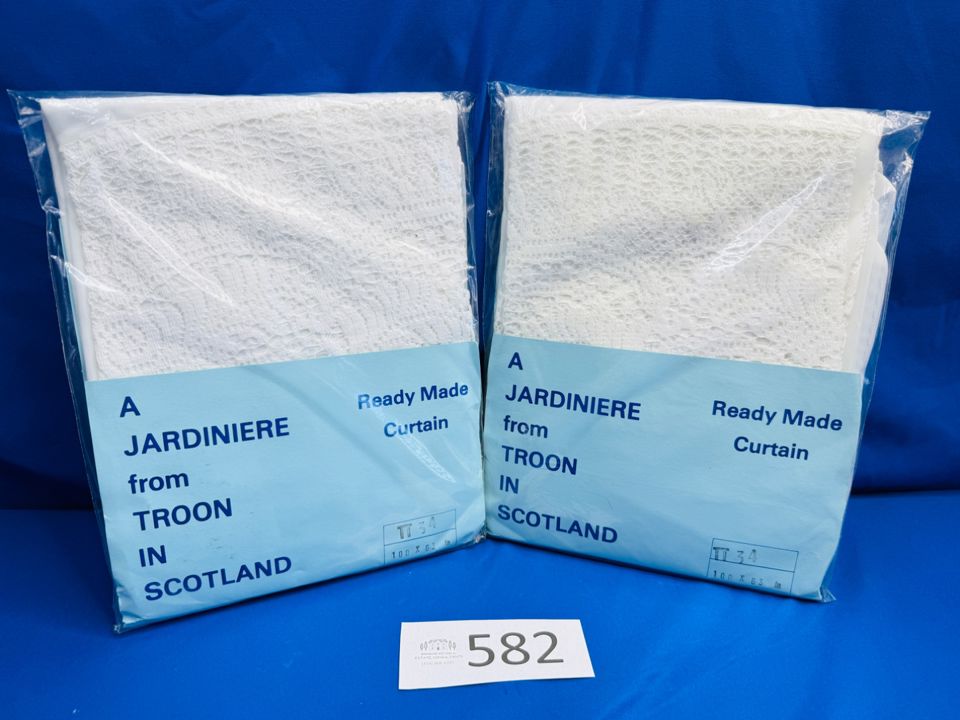 A
JARDINIERE
from
TROON
IN
SCOTLAND
Ready Made
Curtain
TT 34
A
JARDINIERE
from
TROON
IN
SCOTLAND
Ready Made
Curtain
TT 34
582